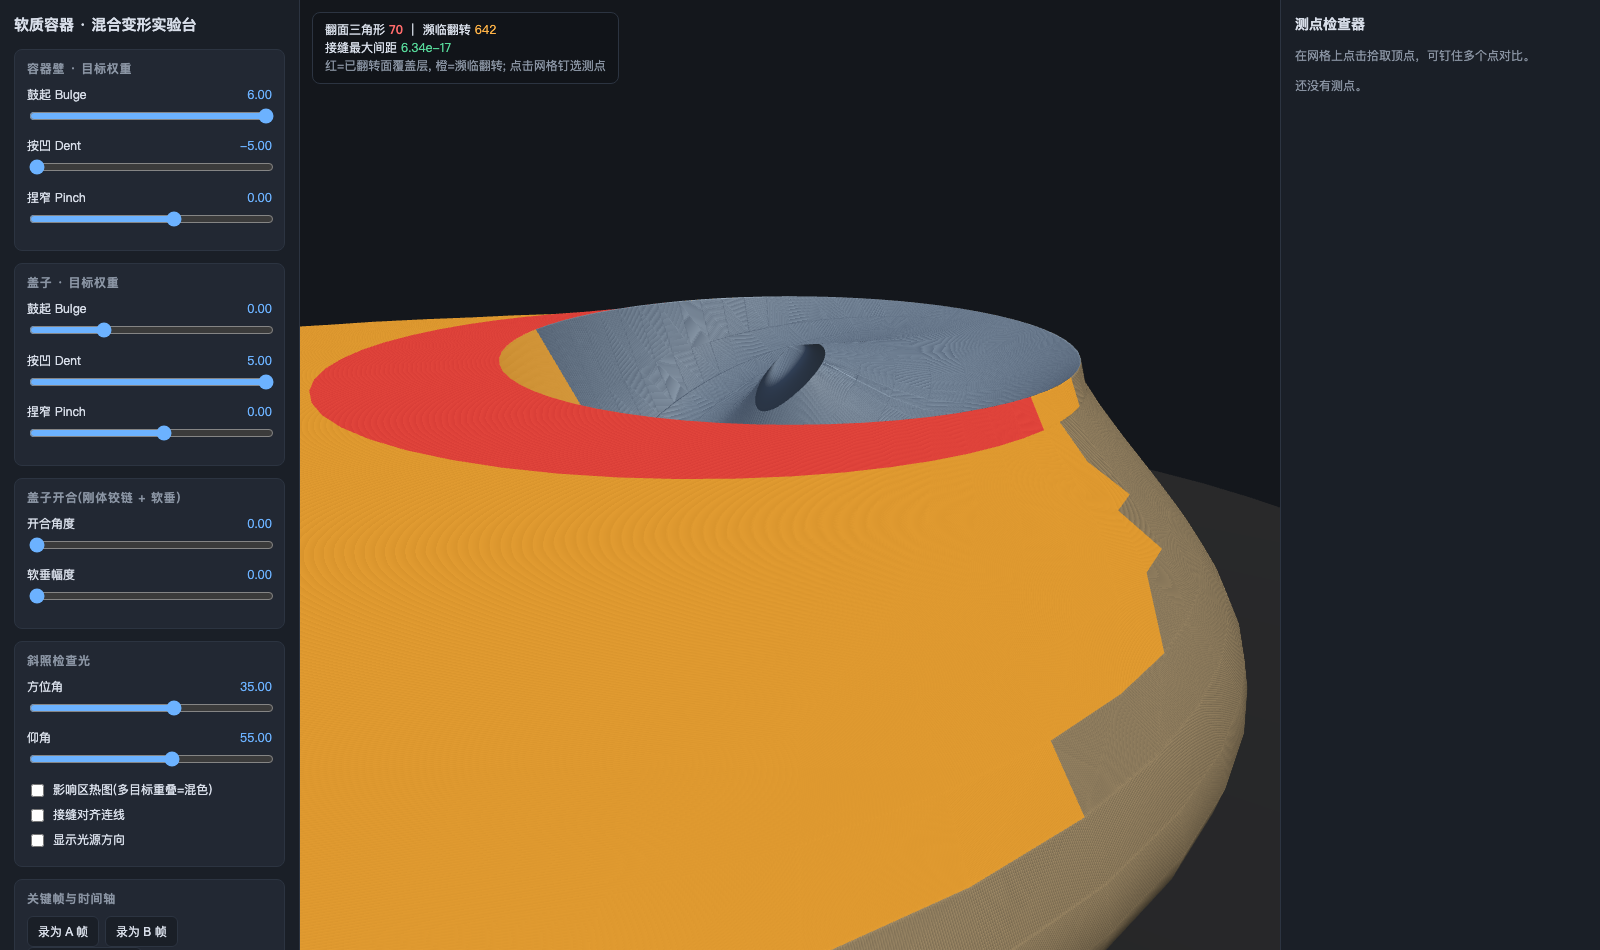 软质容器 · 混合变形实验台
容器壁 · 目标权重
鼓起 Bulge 6.00
按凹 Dent −5.00
捏窄 Pinch 0.00
盖子 · 目标权重
鼓起 Bulge 0.00
按凹 Dent 5.00
捏窄 Pinch 0.00
盖子开合(刚体铰链 + 软垂)
开合角度 0.00
软垂幅度 0.00
斜照检查光
方位角 35.00
仰角 55.00
影响区热图(多目标重叠=混色)
接缝对齐连线
显示光源方向
关键帧与时间轴
录为 A 帧 录为 B 帧
翻面三角形 70 | 濒临翻转 642
接缝最大间距 6.34e−17
红=已翻转面覆盖层, 橙=濒临翻转; 点击网格钉选测点
测点检查器
在网格上点击拾取顶点，可钉住多个点对比。
还没有测点。